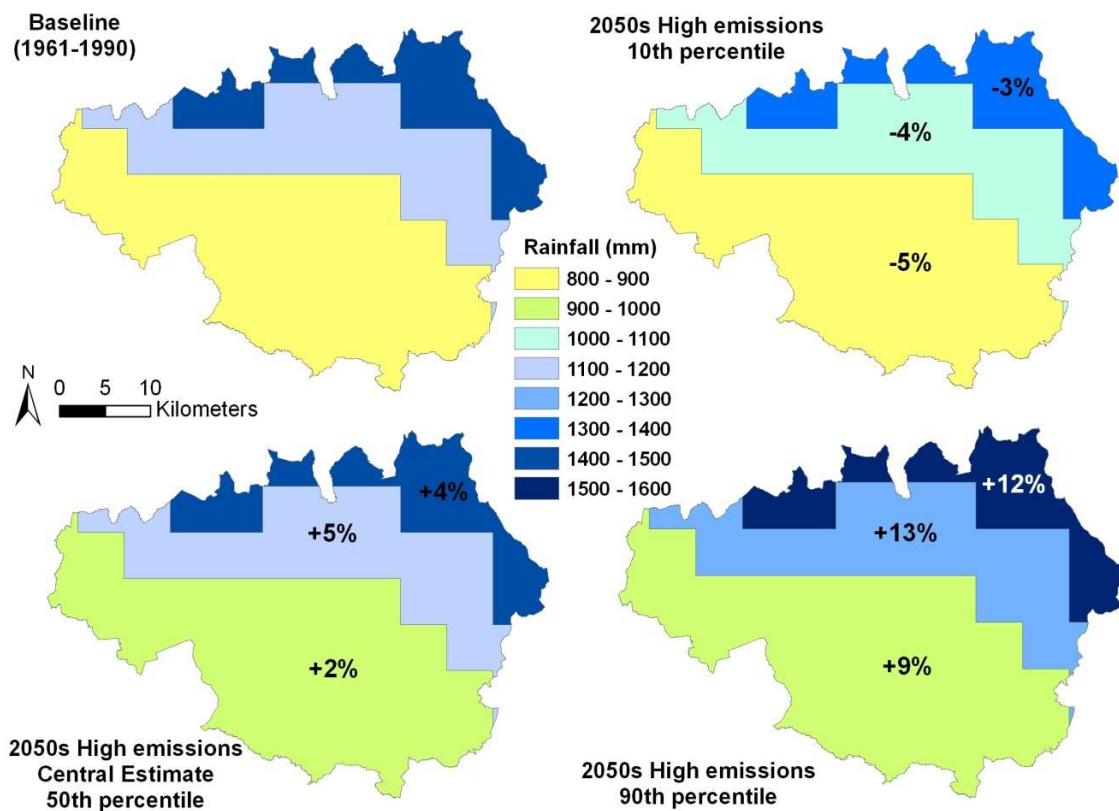 Baseline
(1961-1990)
2050s High emissions
10th percentile
-3%
-4%
-5%
Rainfall (mm)
800 - 900
900 - 1000
1000 - 1100
1100 - 1200
1200 - 1300
1300 - 1400
1400 - 1500
1500 - 1600
N
0 5 10
Kilometers
+4%
+5%
+2%
2050s High emissions
Central Estimate
50th percentile
+12%
+13%
+9%
2050s High emissions
90th percentile